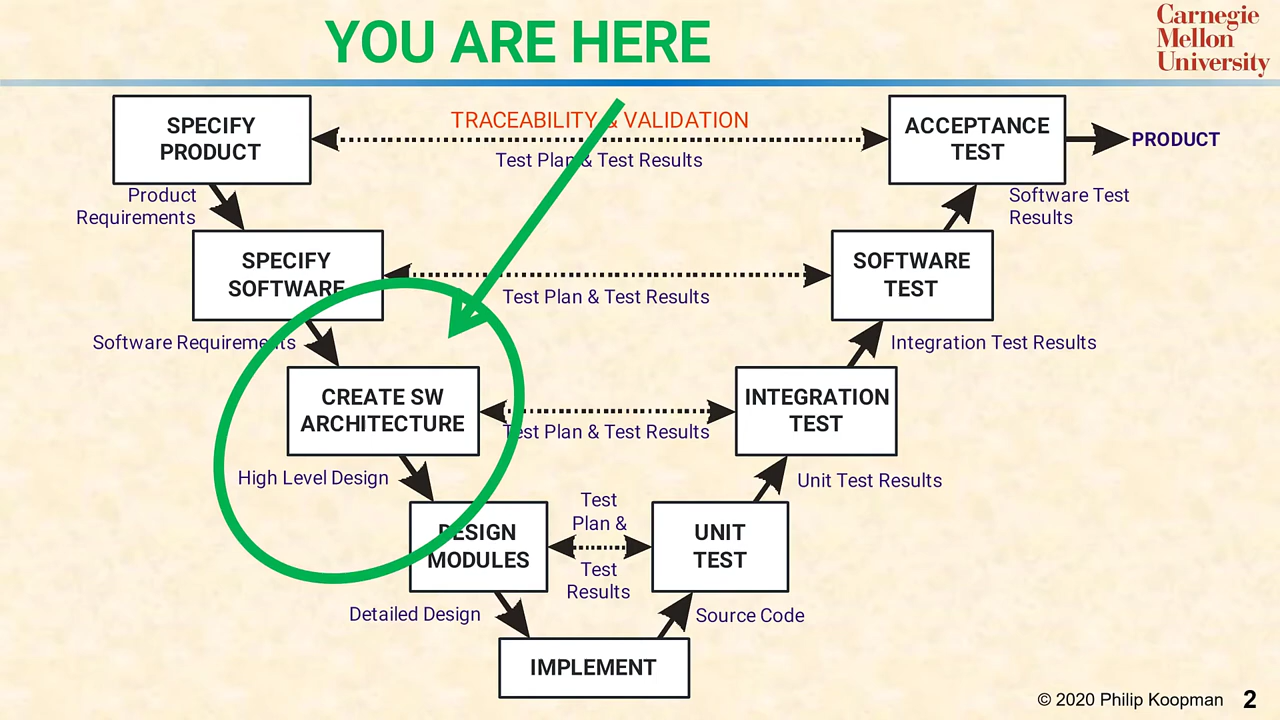 YOU ARE HERE
Carnegie
Mellon
University
SPECIFY
PRODUCT
TRACEABILITY & VALIDATION
Test Plan & Test Results
ACCEPTANCE
TEST
PRODUCT
Product
Requirements
Software Test
Results
SPECIFY
SOFTWARE
Test Plan & Test Results
SOFTWARE
TEST
Software Requirements
Integration Test Results
CREATE SW
ARCHITECTURE
Test Plan & Test Results
INTEGRATION
TEST
High Level Design
Unit Test Results
DESIGN
MODULES
Test
Plan &
Test
Results
UNIT
TEST
Detailed Design
Source Code
IMPLEMENT
© 2020 Philip Koopman 2